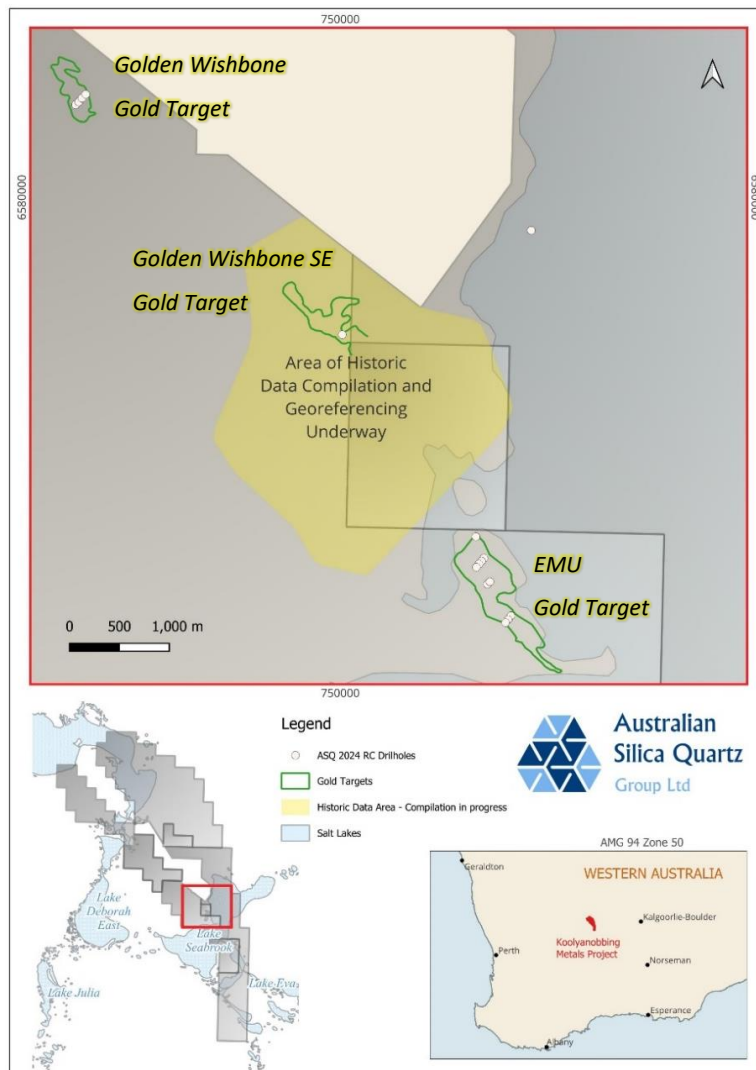 750000
Golden Wishbone
Gold Target
6580000
6580000
Golden Wishbone SE
Gold Target
Area of Historic
Data Compilation and
Georeferencing
Underway
EMU
Gold Target
0 500 1,000 m
750000
Legend
ASQ 2024 RC Drilholes
Gold Targets
Historic Data Area - Compilation in progress
Salt Lakes
Australian
Silica Quartz
Group Ltd
Lake
Deborah
East
Lake
Seabrook
Lake Eva
Lake Julia
AMG 94 Zone 50
Geraldton
WESTERN AUSTRALIA
Kalgoorlie-Boulder
Koolyanobbing
Metals Project
Perth
Norseman
Esperance
Albany